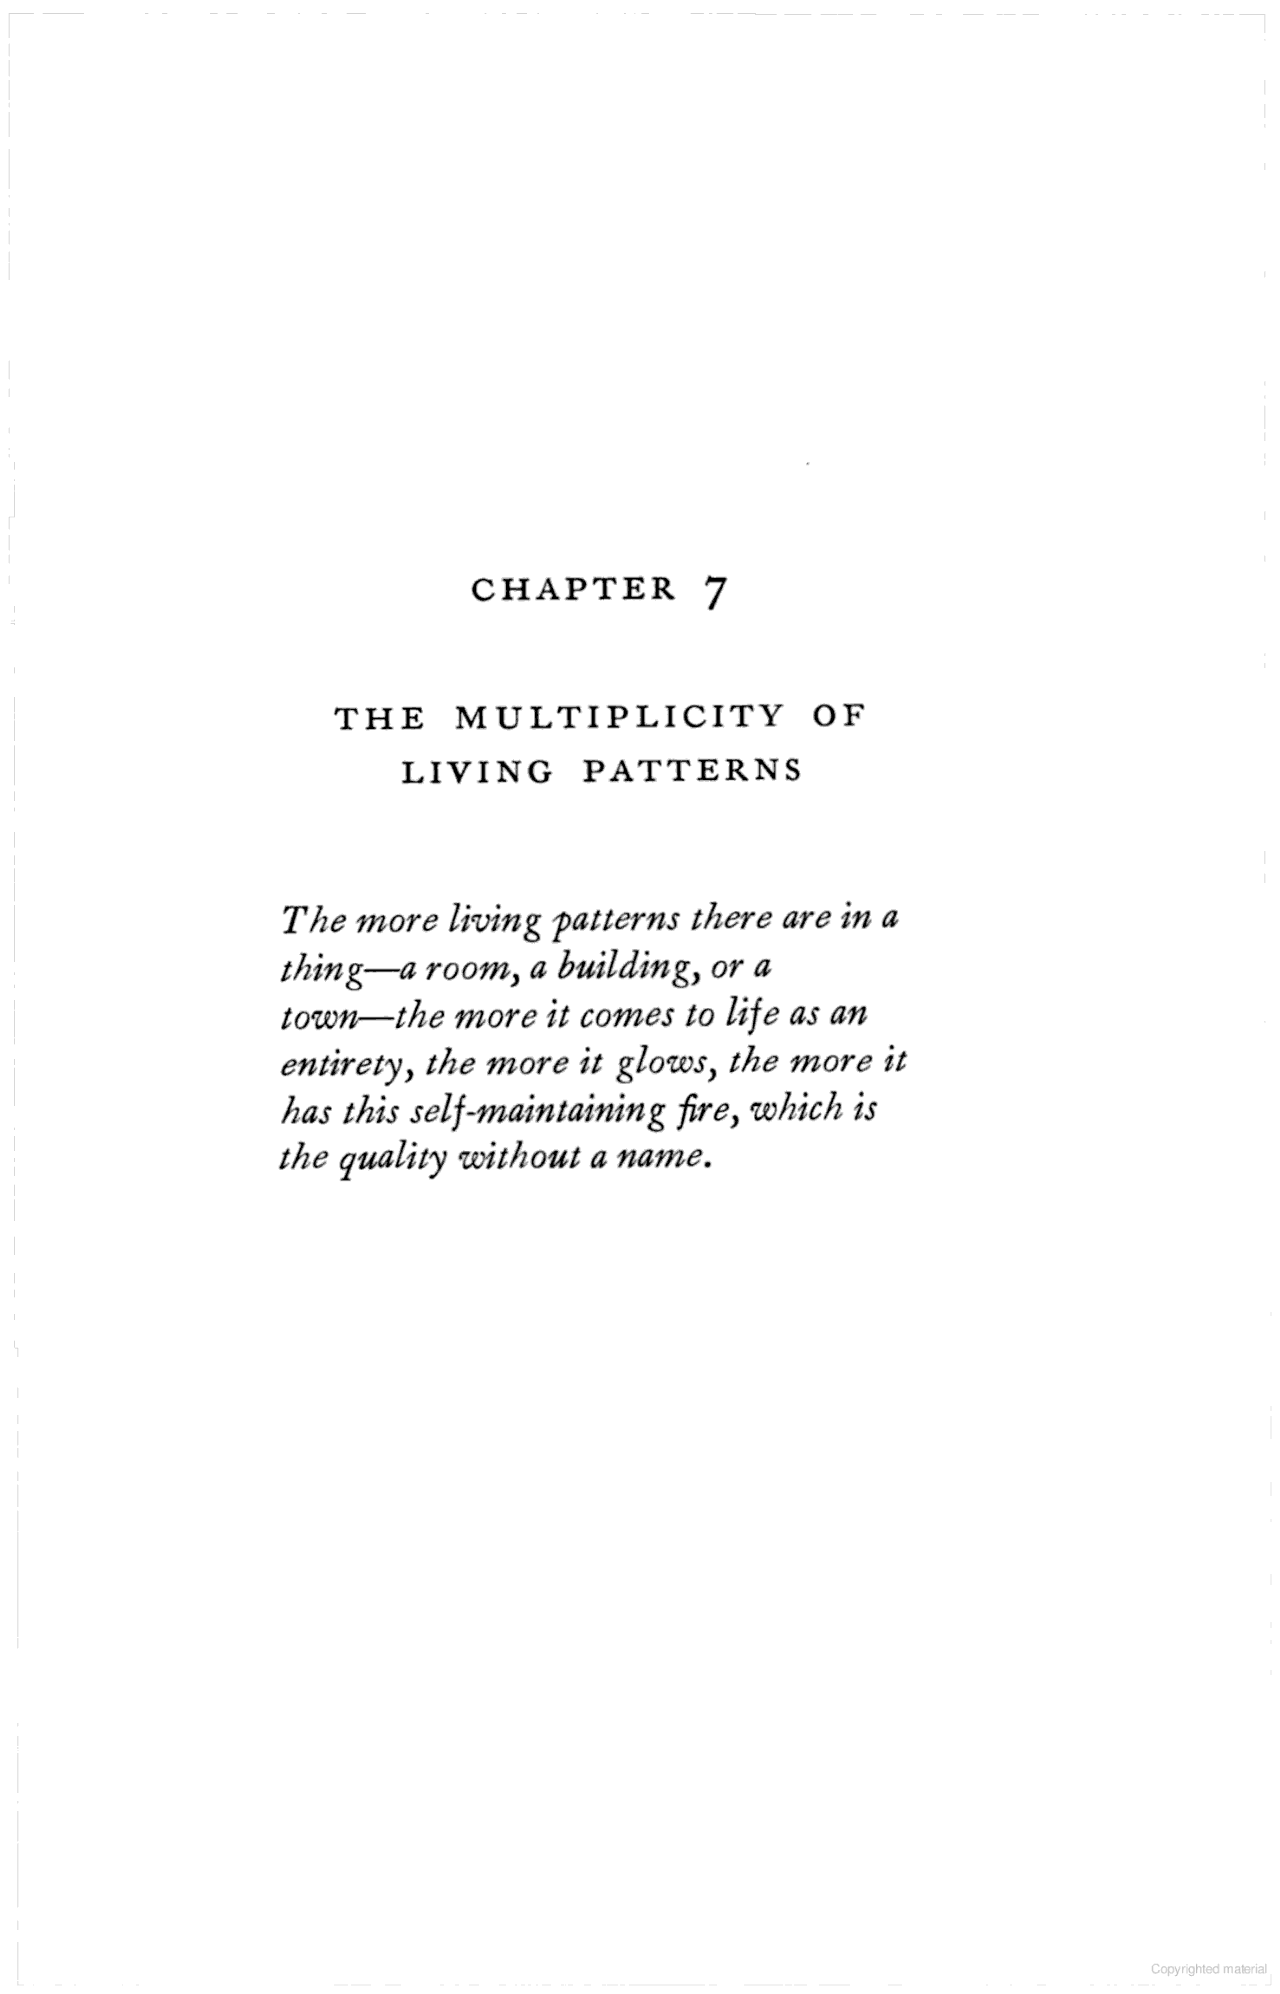 CHAPTER 7
THE MULTIPLICITY OF
LIVING PATTERNS
The more living patterns there are in a
thing—a room, a building, or a
town—the more it comes to life as an
entirety, the more it glows, the more it
has this self-maintaining fire, which is
the quality without a name.
Copyrighted material